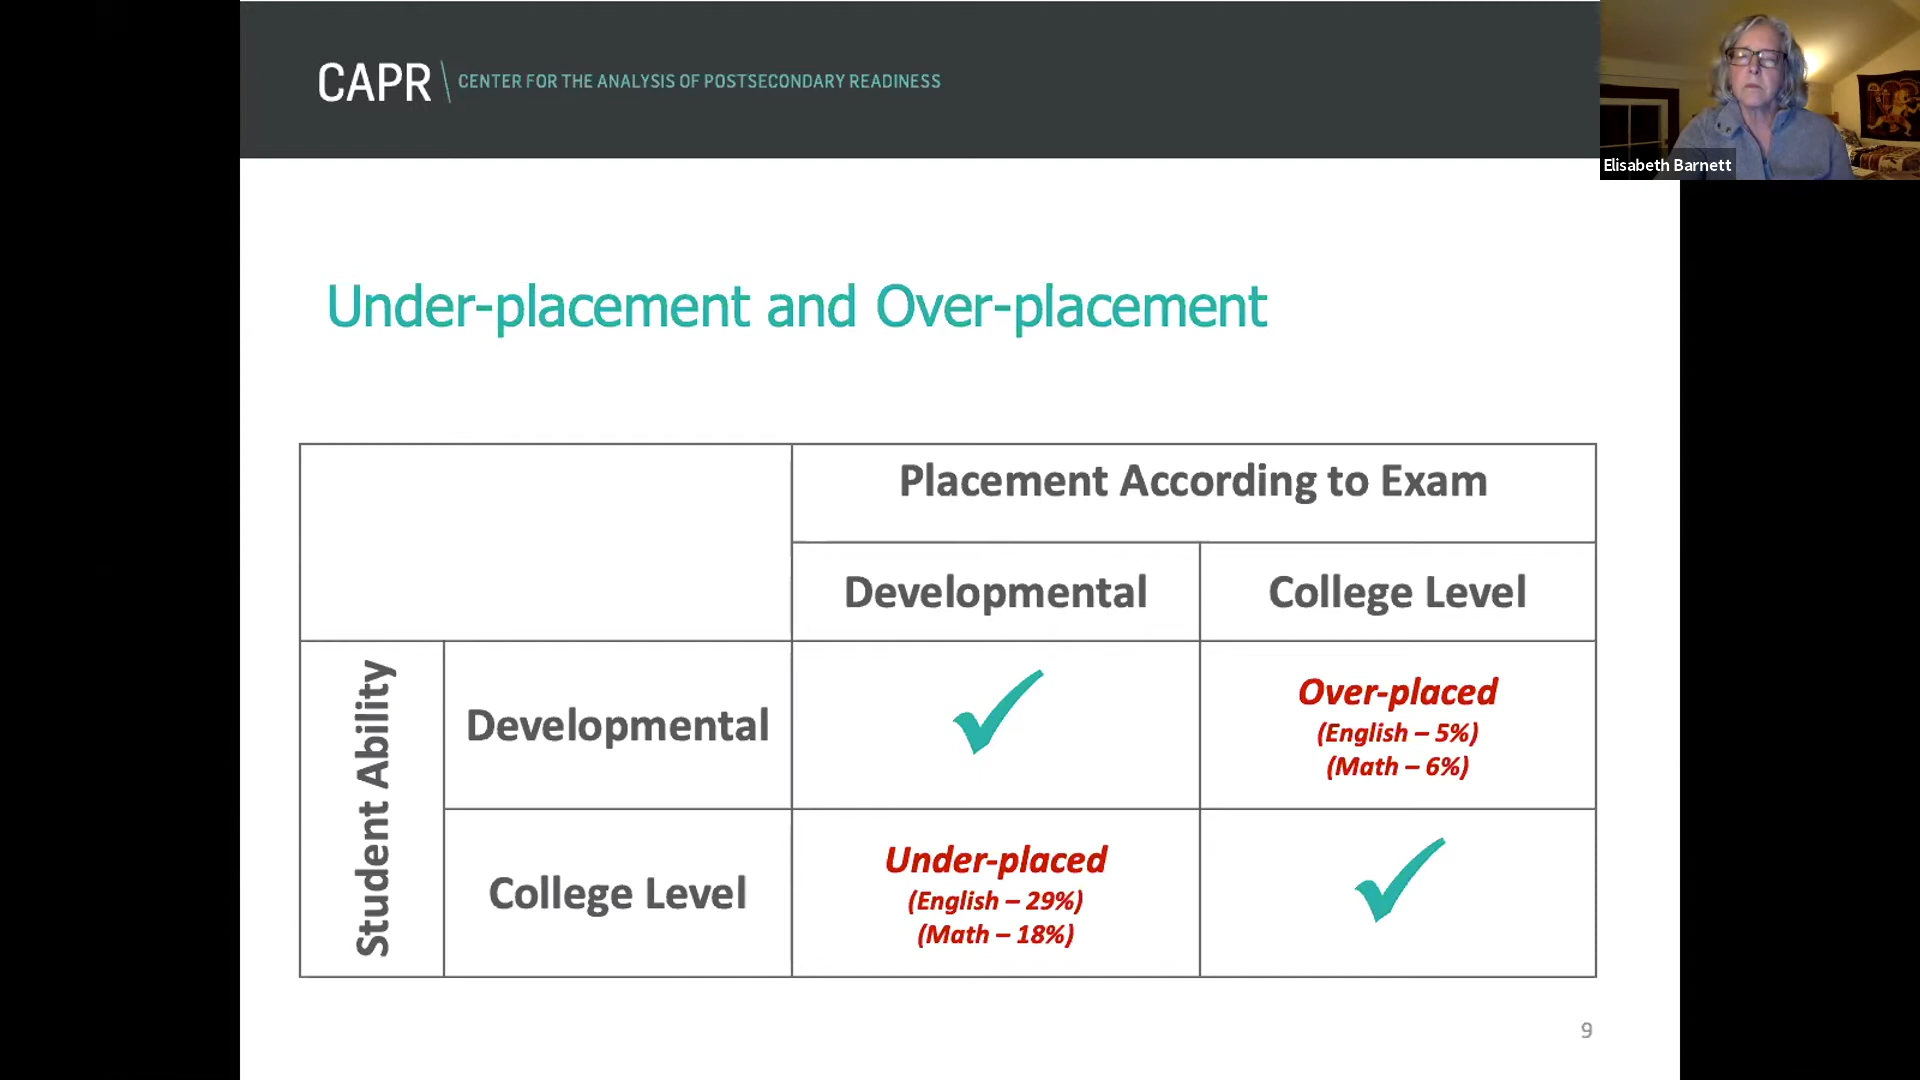 CAPR CENTER FOR THE ANALYSIS OF POSTSECONDARY READINESS
Elisabeth Barnett
Under-placement and Over-placement
Placement According to Exam
Developmental College Level
Student Ability
Developmental
Over-placed
(English – 5%)
(Math – 6%)
College Level
Under-placed
(English – 29%)
(Math – 18%)
9